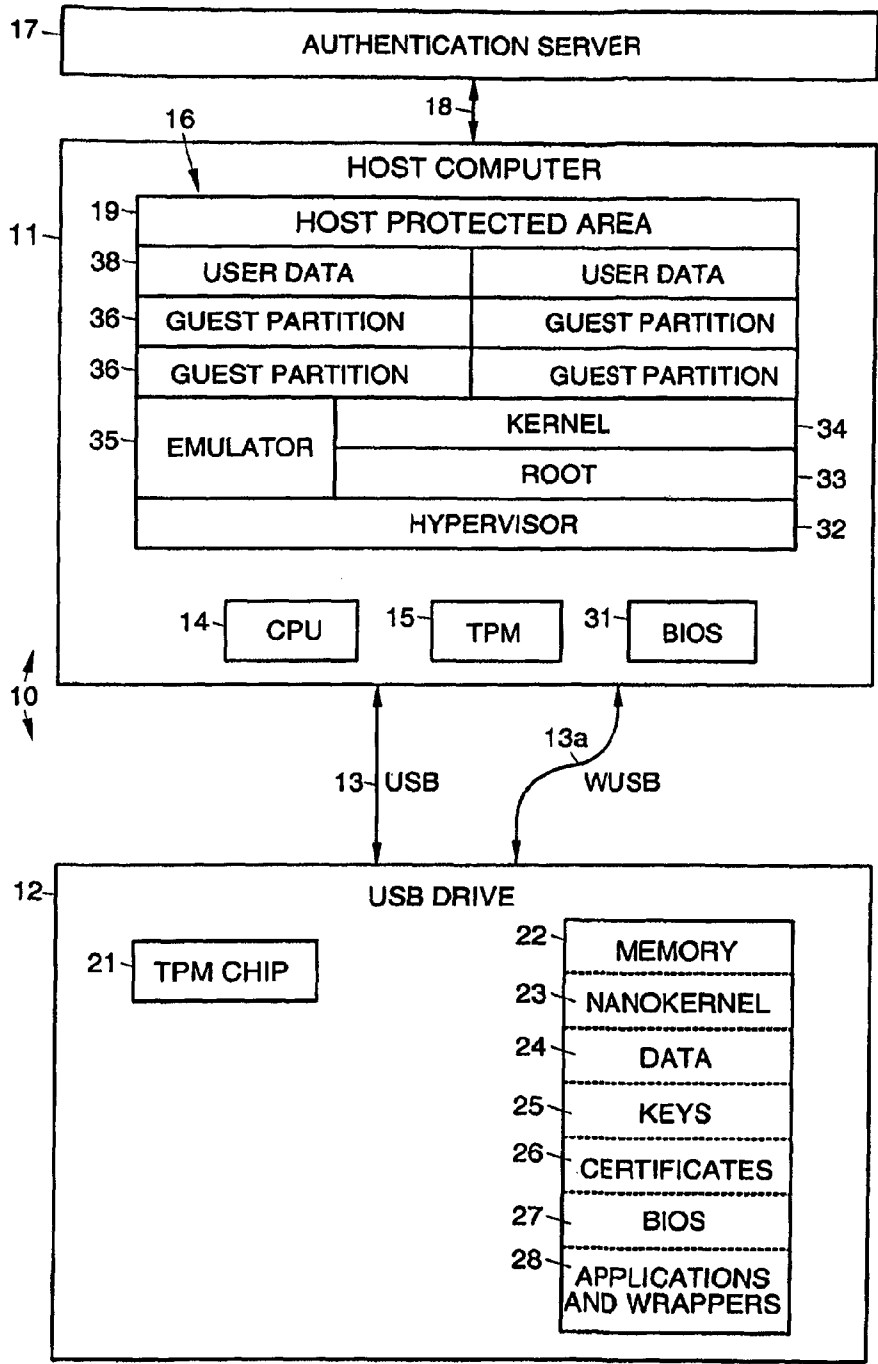 17 AUTHENTICATION SERVER
18
16
HOST COMPUTER
11
19 HOST PROTECTED AREA
38 USER DATA USER DATA
36 GUEST PARTITION GUEST PARTITION
36 GUEST PARTITION GUEST PARTITION
35 EMULATOR KERNEL 34
ROOT 33
HYPERVISOR 32
14 CPU 15 TPM 31 BIOS
10
13 USB
13a
WUSB
12 USB DRIVE
21 TPM CHIP
22 MEMORY
23 NANOKERNEL
24 DATA
25 KEYS
26 CERTIFICATES
27 BIOS
28 APPLICATIONS
AND WRAPPERS